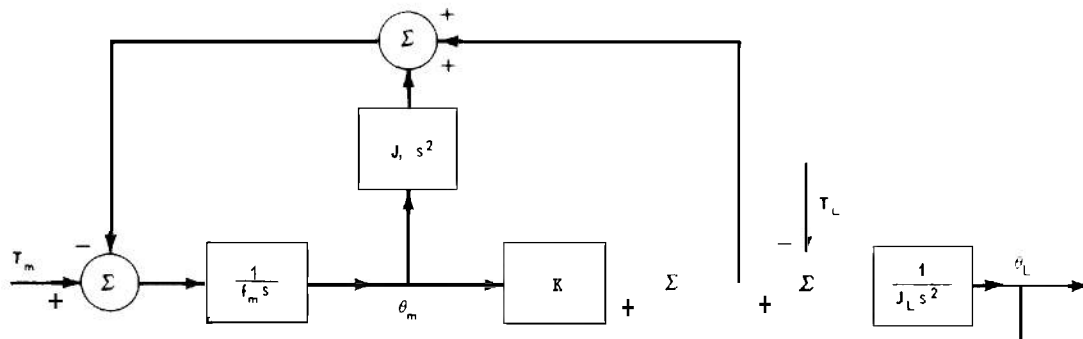 +
Σ
+
J, s²
T_L
−
−
T_m
+
Σ
1
f_m s
θ_m
K
+
Σ
+
Σ
1
J_L s²
θ_L